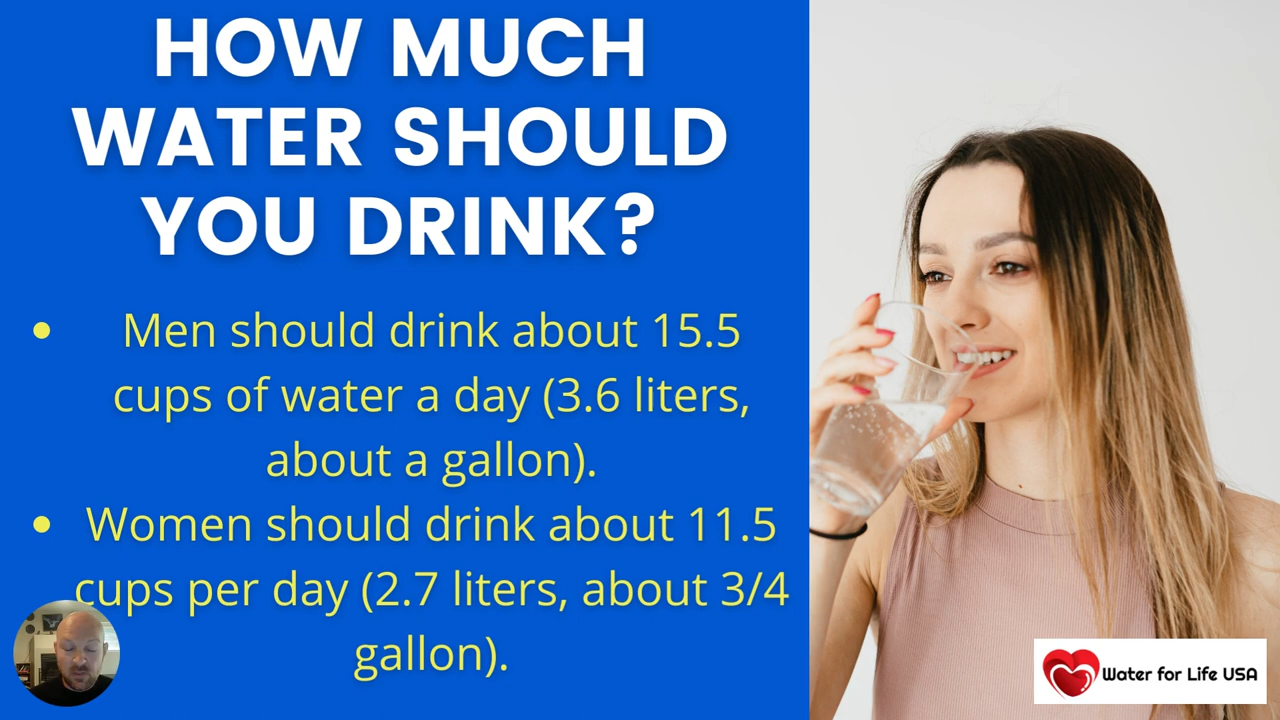 HOW MUCH
WATER SHOULD
YOU DRINK?
• Men should drink about 15.5
cups of water a day (3.6 liters,
about a gallon).
• Women should drink about 11.5
cups per day (2.7 liters, about 3/4
gallon).
Water for Life USA